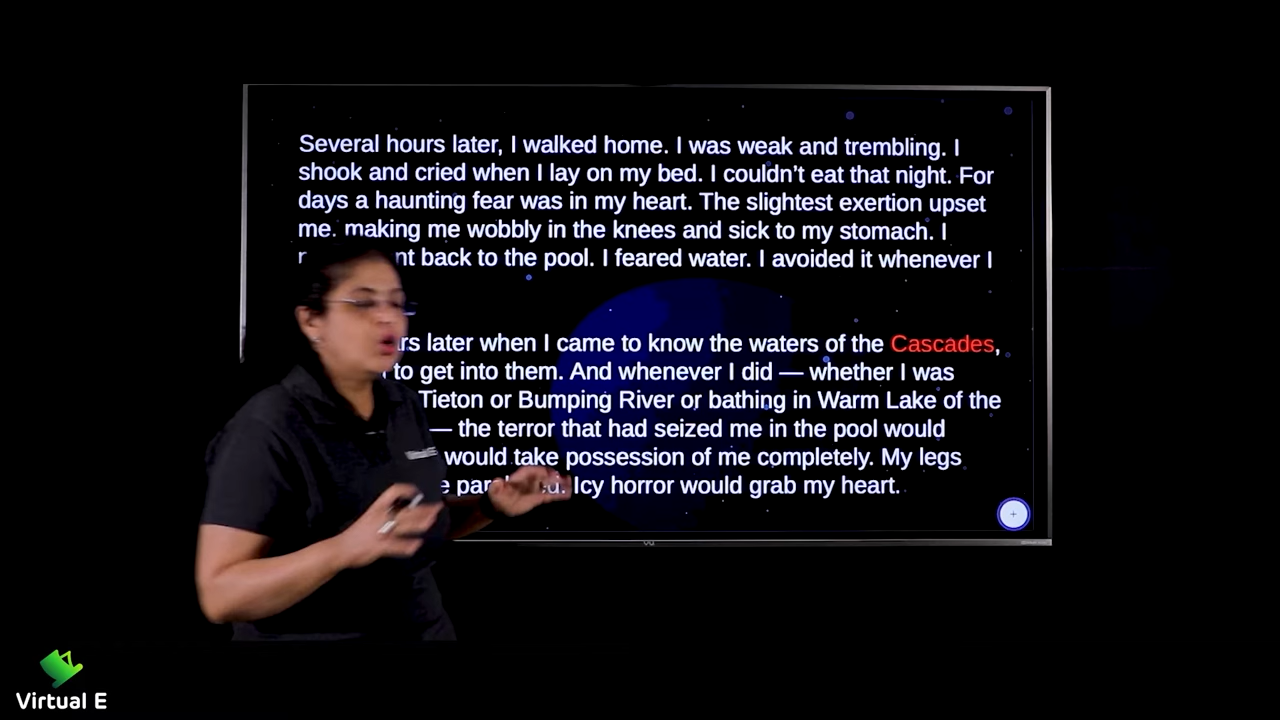 Several hours later, I walked home. I was weak and trembling. I
shook and cried when I lay on my bed. I couldn't eat that night. For
days a haunting fear was in my heart. The slightest exertion upset
me, making me wobbly in the knees and sick to my stomach. I
back to the pool. I feared water. I avoided it whenever I
later when I came to know the waters of the Cascades,
to get into them. And whenever I did — whether I was
Tieton or Bumping River or bathing in Warm Lake of the
— the terror that had seized me in the pool would
would take possession of me completely. My legs
Icy horror would grab my heart.
Virtual E